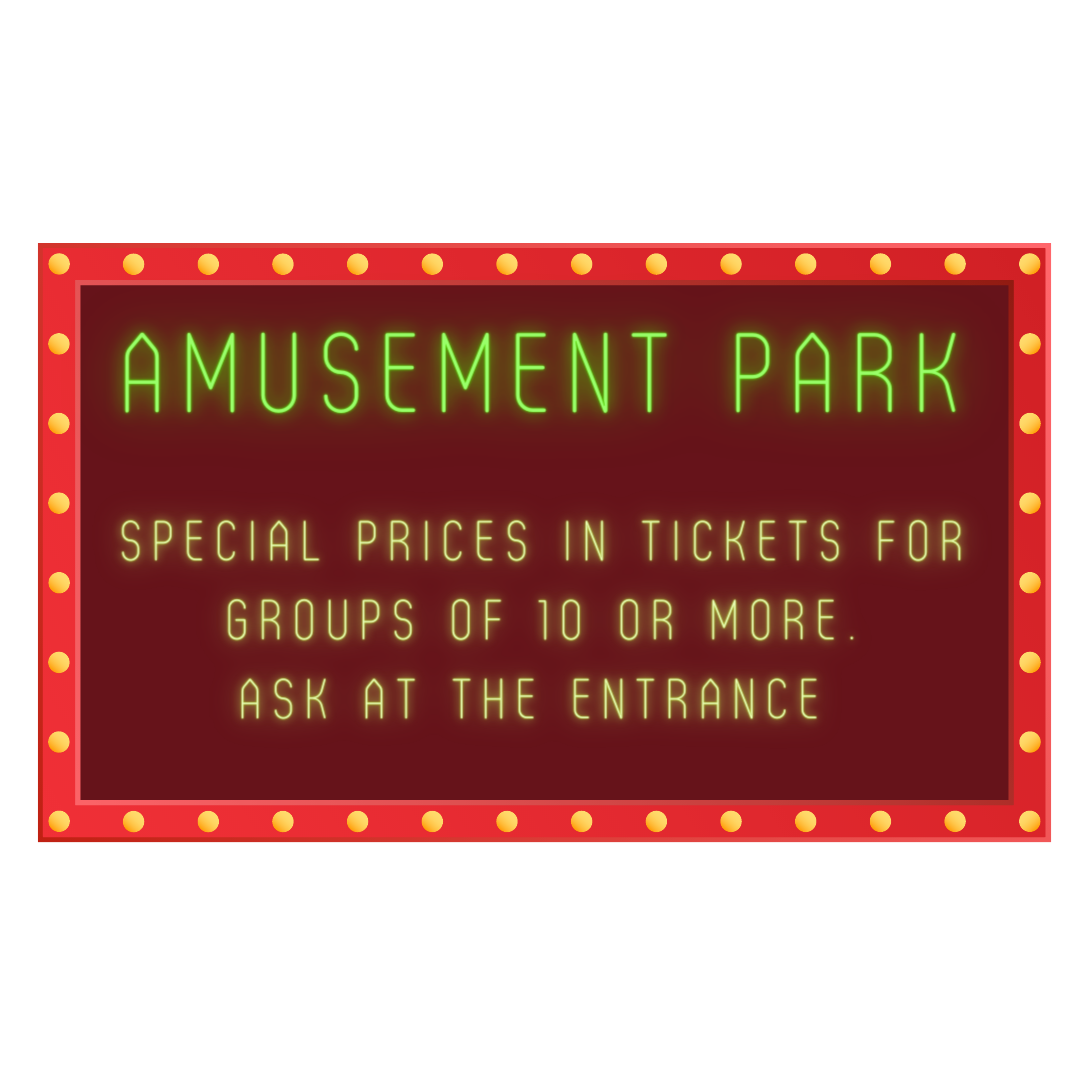 AMUSEMENT PARK
SPECIAL PRICES IN TICKETS FOR
GROUPS OF 10 OR MORE.
ASK AT THE ENTRANCE